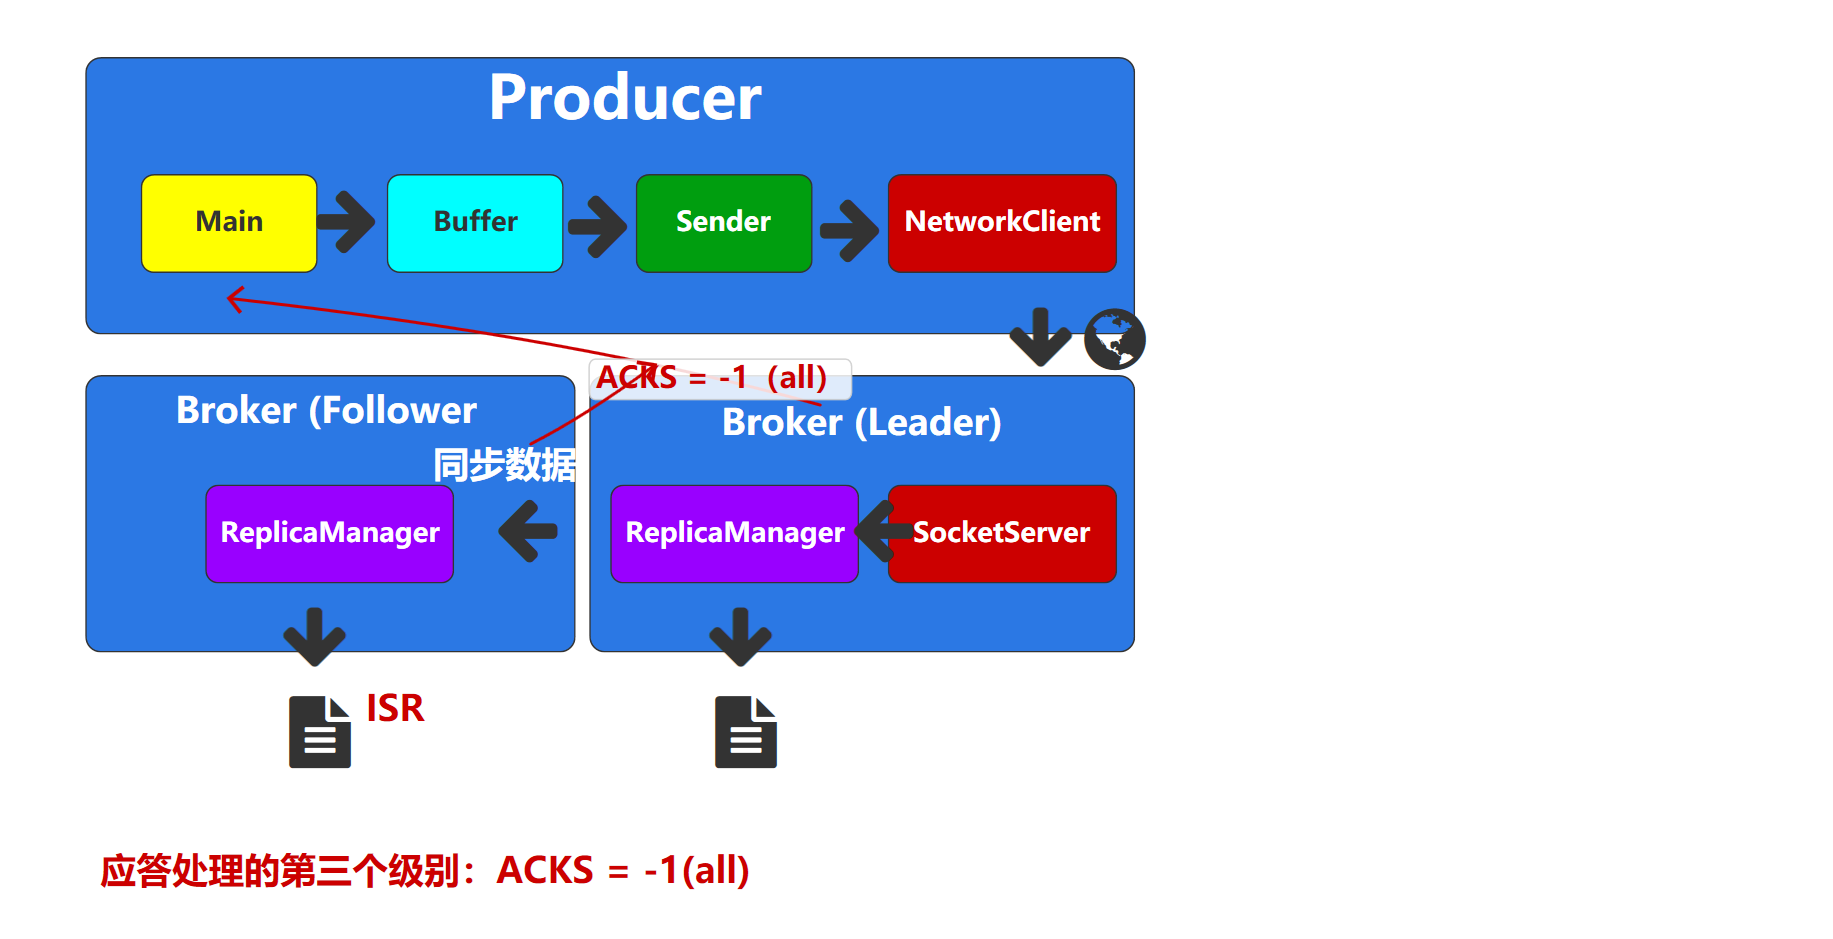 Producer
Main
Buffer
Sender
NetworkClient
ACKS = -1（all）
Broker (Follower
Broker (Leader)
同步数据
ReplicaManager
ReplicaManager
SocketServer
ISR
应答处理的第三个级别：ACKS = -1(all)